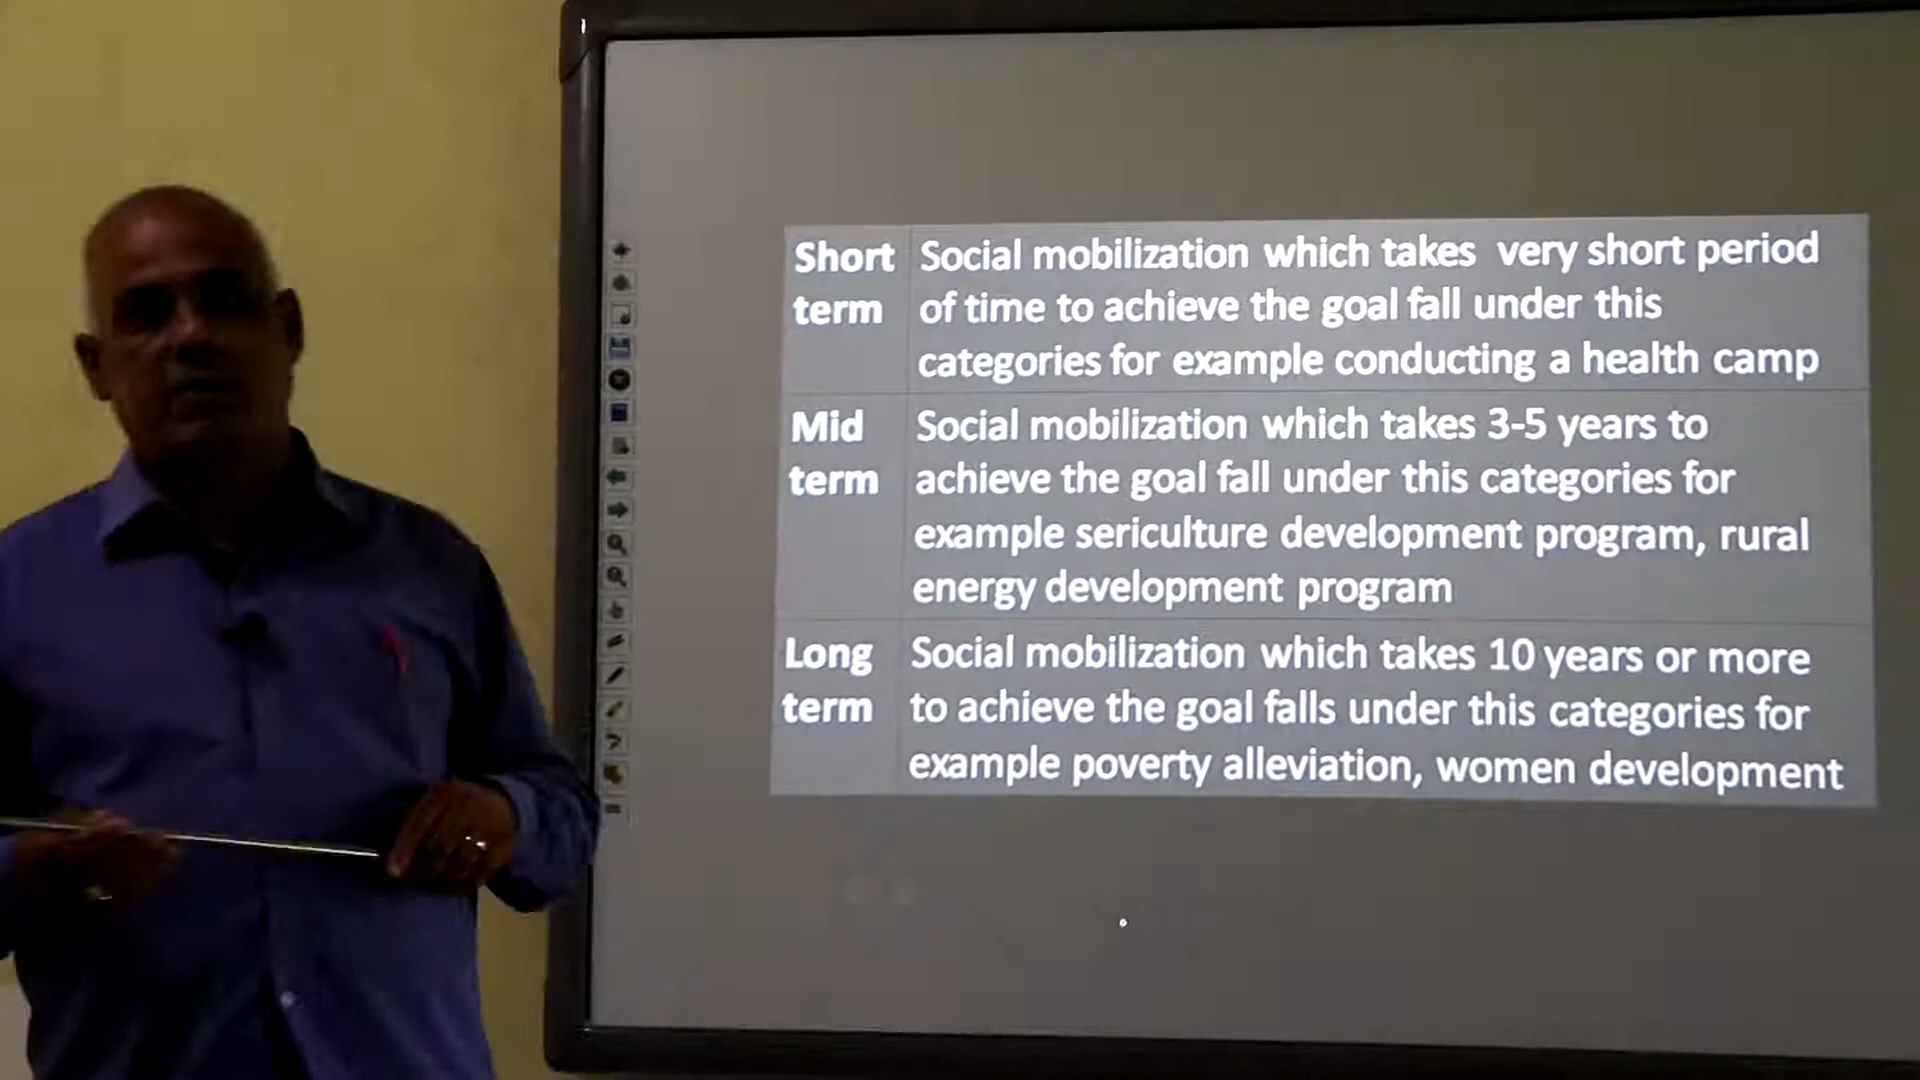 Short term
Social mobilization which takes very short period
of time to achieve the goal fall under this
categories for example conducting a health camp
Mid term
Social mobilization which takes 3-5 years to
achieve the goal fall under this categories for
example sericulture development program, rural
energy development program
Long term
Social mobilization which takes 10 years or more
to achieve the goal falls under this categories for
example poverty alleviation, women development